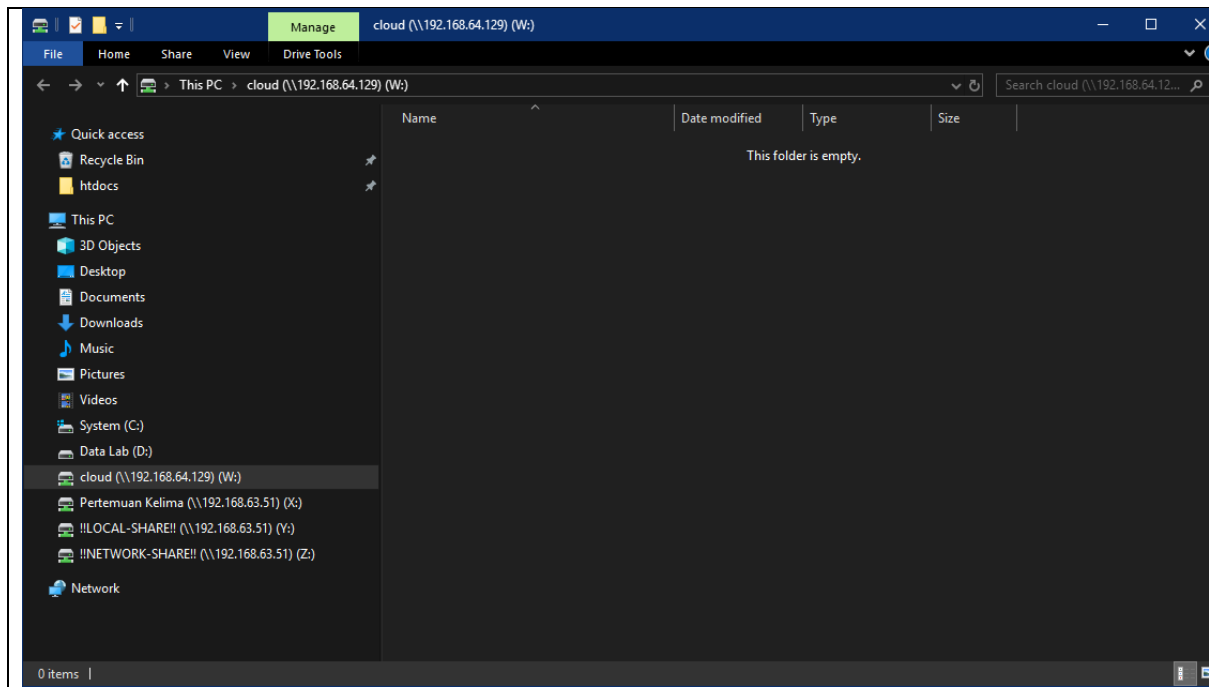 Manage
cloud (\\192.168.64.129) (W:)
File Home Share View Drive Tools
This PC > cloud (\\192.168.64.129) (W:)
Search cloud (\\192.168.64.12...
Name Date modified Type Size
This folder is empty.
Quick access
Recycle Bin
htdocs
This PC
3D Objects
Desktop
Documents
Downloads
Music
Pictures
Videos
System (C:)
Data Lab (D:)
cloud (\\192.168.64.129) (W:)
Pertemuan Kelima (\\192.168.63.51) (X:)
!!LOCAL-SHARE!! (\\192.168.63.51) (Y:)
!!NETWORK-SHARE!! (\\192.168.63.51) (Z:)
Network
0 items